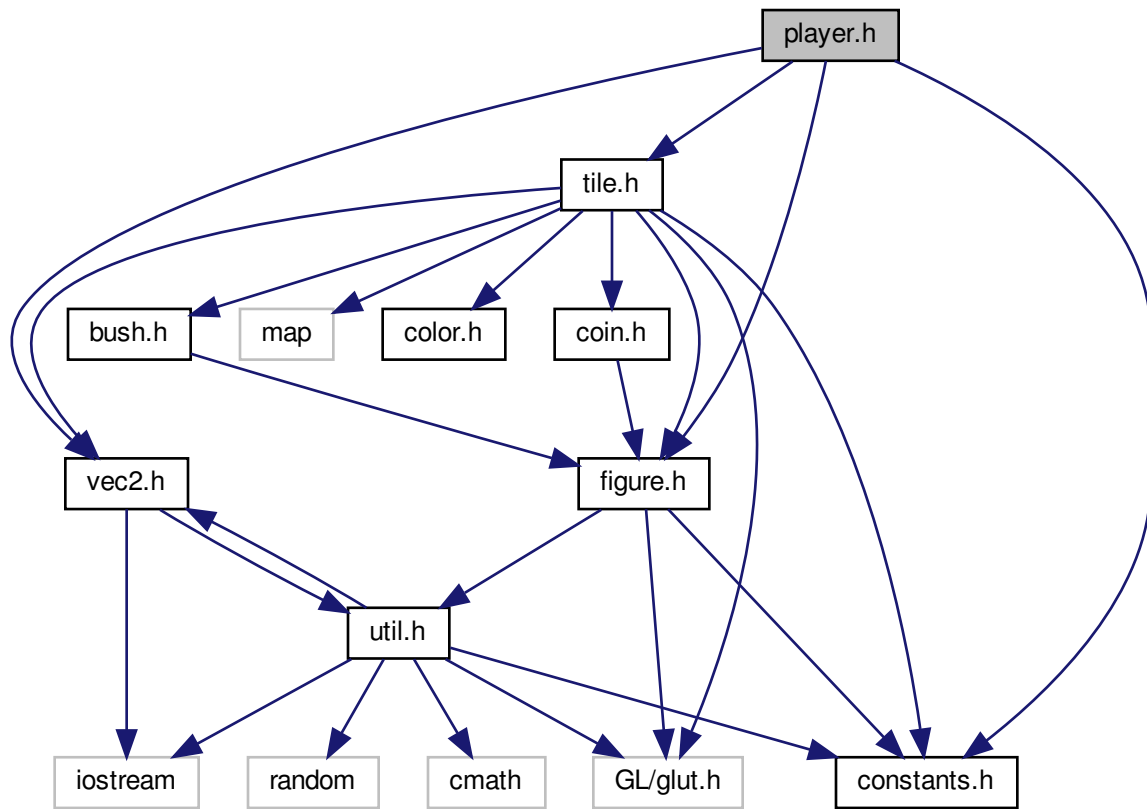 player.h
tile.h
bush.h
map
color.h
coin.h
vec2.h
figure.h
util.h
iostream
random
cmath
GL/glut.h
constants.h